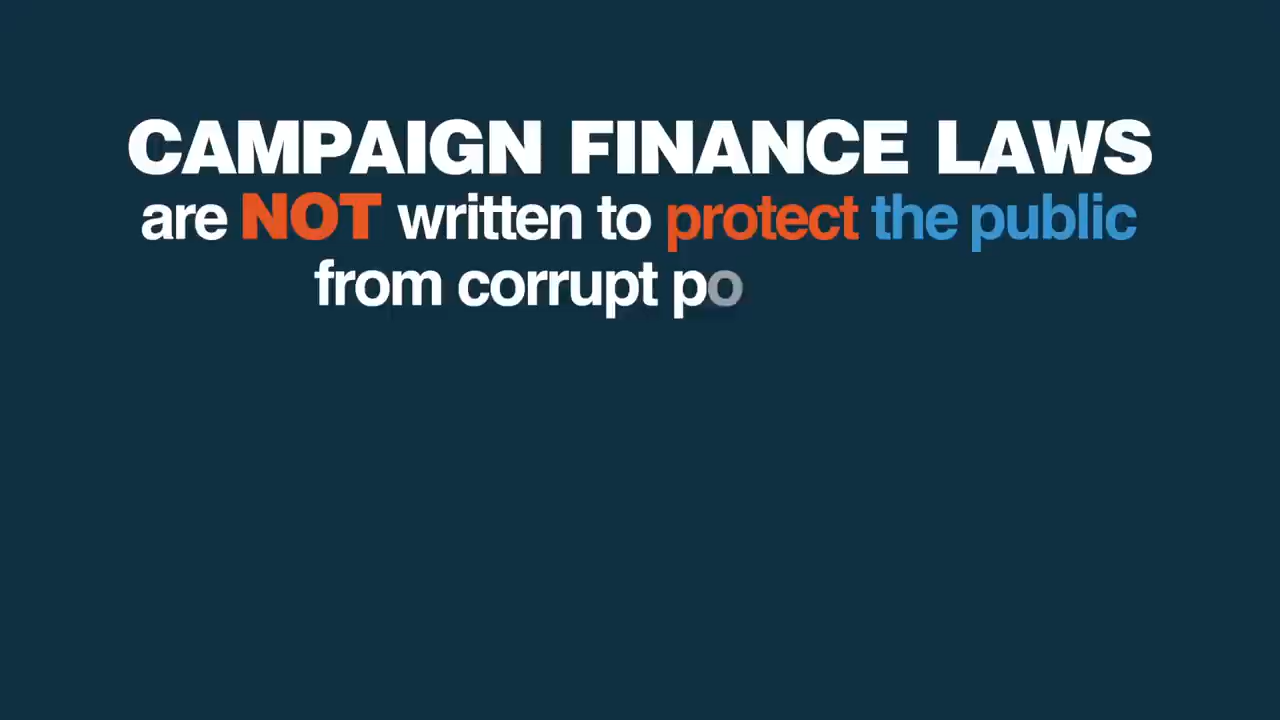 CAMPAIGN FINANCE LAWS
are NOT written to protect the public
from corrupt po